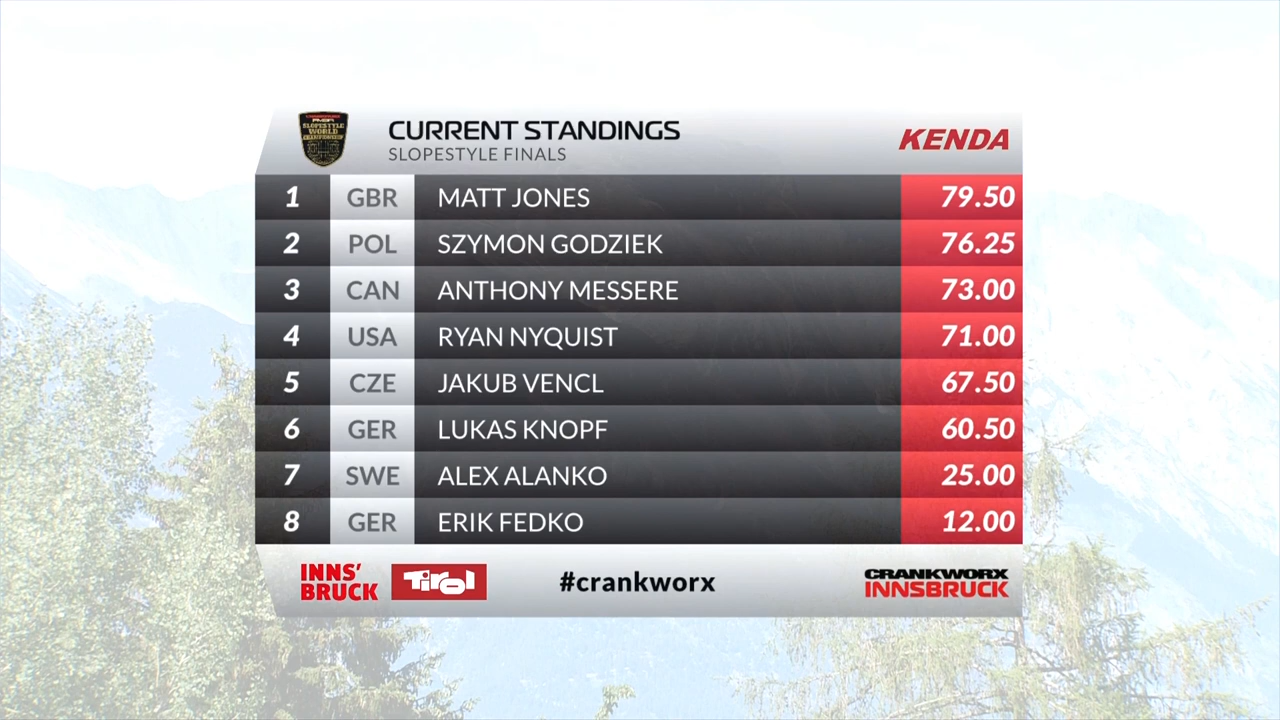 SLOPESTYLE
WORLD
CHAMPIONSHIP
CURRENT STANDINGS
SLOPESTYLE FINALS
KENDA
1 GBR MATT JONES 79.50
2 POL SZYMON GODZIEK 76.25
3 CAN ANTHONY MESSERE 73.00
4 USA RYAN NYQUIST 71.00
5 CZE JAKUB VENCL 67.50
6 GER LUKAS KNOPF 60.50
7 SWE ALEX ALANKO 25.00
8 GER ERIK FEDKO 12.00
INNS'
BRUCK
Tirol
#crankworx
CRANKWORX
INNSBRUCK